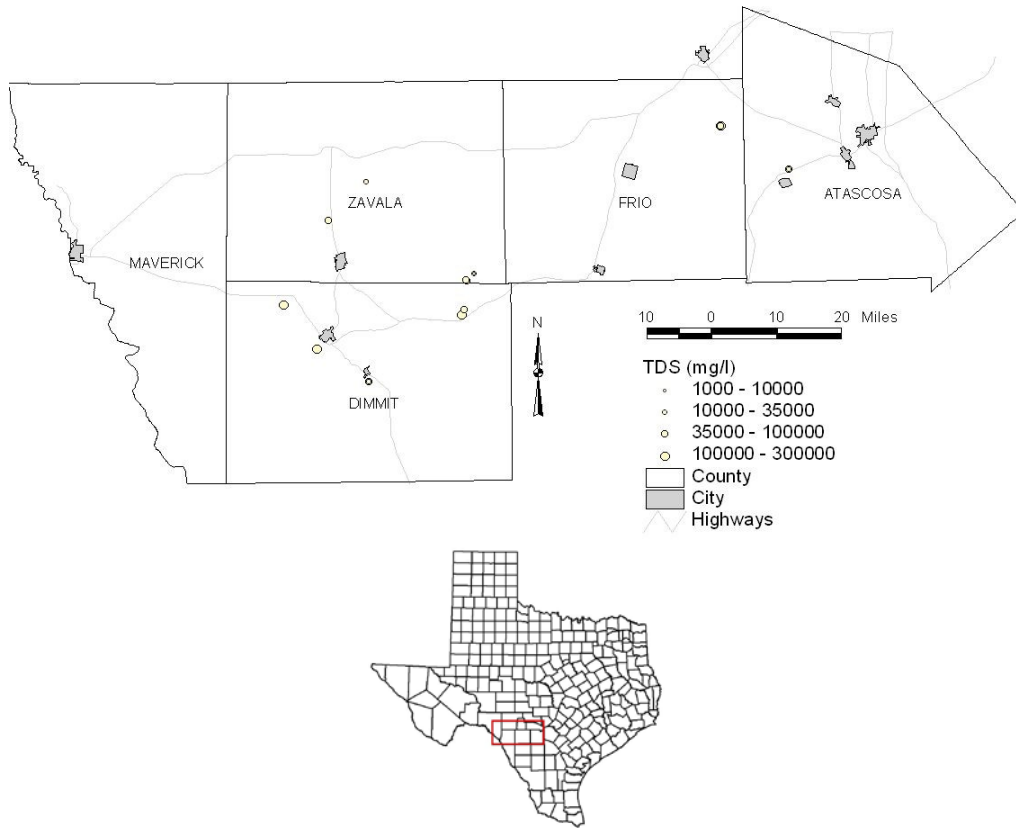 ZAVALA
FRIO
ATASCOSA
MAVERICK
DIMMIT
N
10 0 10 20 Miles
TDS (mg/l)
1000 - 10000
10000 - 35000
35000 - 100000
100000 - 300000
County
City
Highways